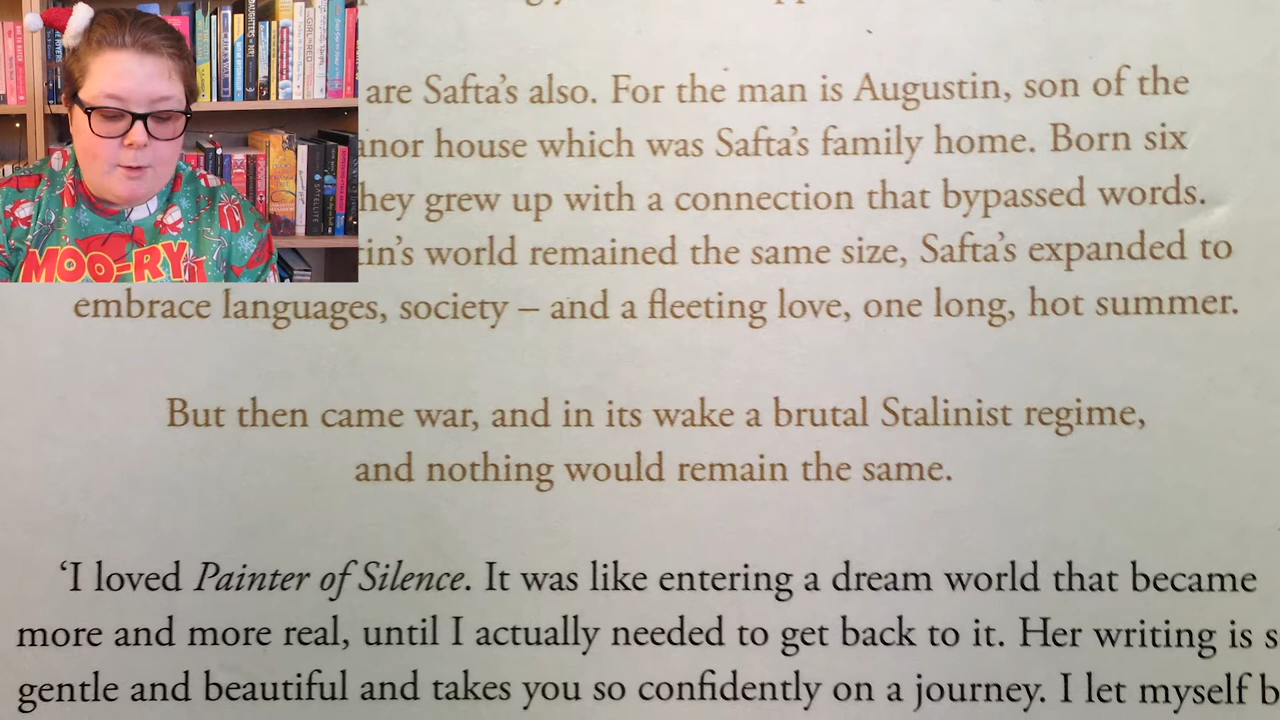 are Safta's also. For the man is Augustin, son of the
house which was Safta's family home. Born six
grew up with a connection that bypassed words.
world remained the same size, Safta's expanded to
embrace languages, society – and a fleeting love, one long, hot summer.
But then came war, and in its wake a brutal Stalinist regime,
and nothing would remain the same.
‘I loved Painter of Silence. It was like entering a dream world that became
more and more real, until I actually needed to get back to it. Her writing is
gentle and beautiful and takes you so confidently on a journey. I let myself
MOO-RY
SATELLITE